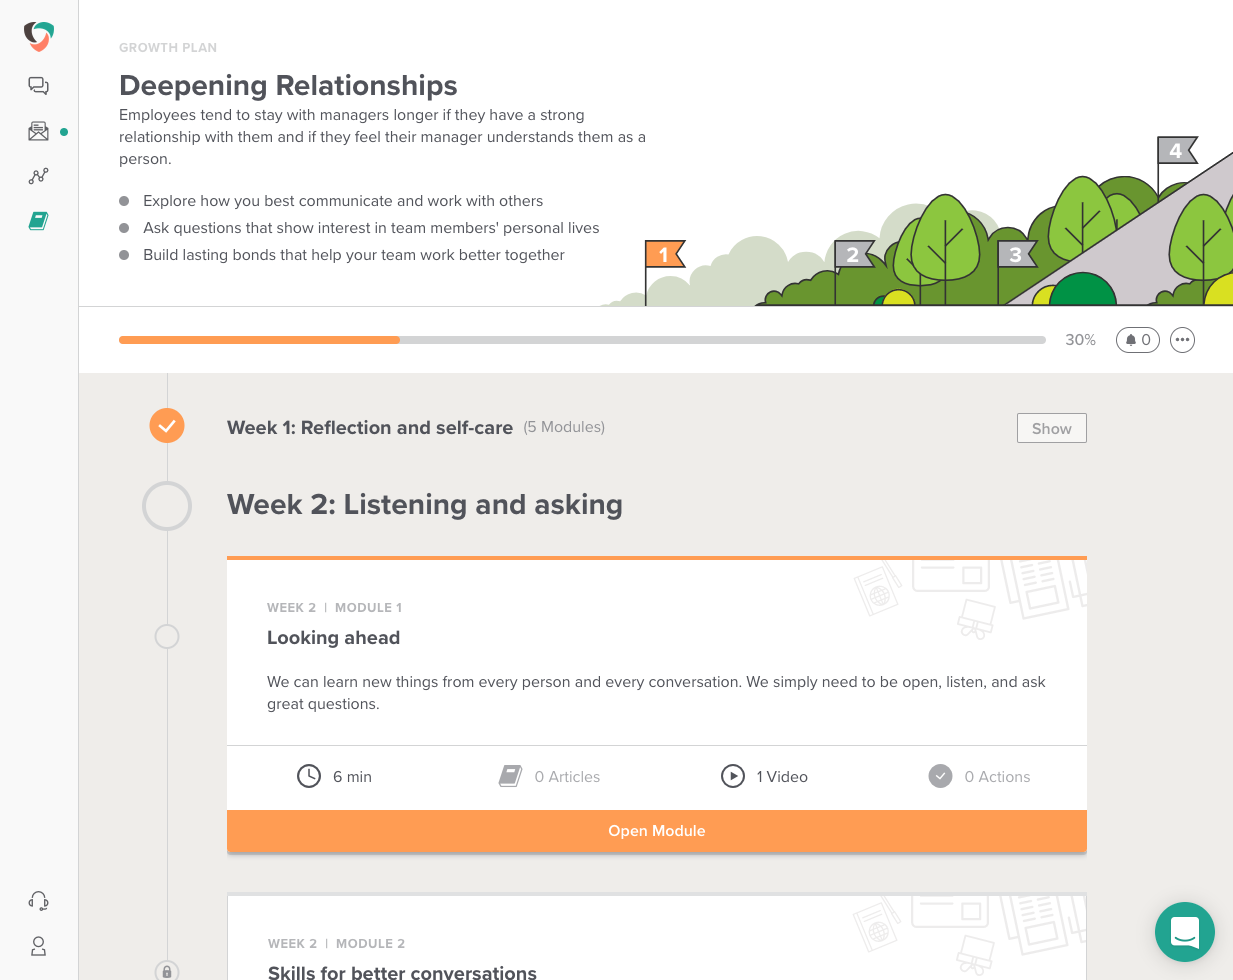 GROWTH PLAN
Deepening Relationships
Employees tend to stay with managers longer if they have a strong
relationship with them and if they feel their manager understands them as a
person.
Explore how you best communicate and work with others
Ask questions that show interest in team members' personal lives
Build lasting bonds that help your team work better together
1
2
3
4
30%
0
Week 1: Reflection and self-care (5 Modules)
Show
Week 2: Listening and asking
WEEK 2 | MODULE 1
Looking ahead
We can learn new things from every person and every conversation. We simply need to be open, listen, and ask
great questions.
6 min
0 Articles
1 Video
0 Actions
Open Module
WEEK 2 | MODULE 2
Skills for better conversations